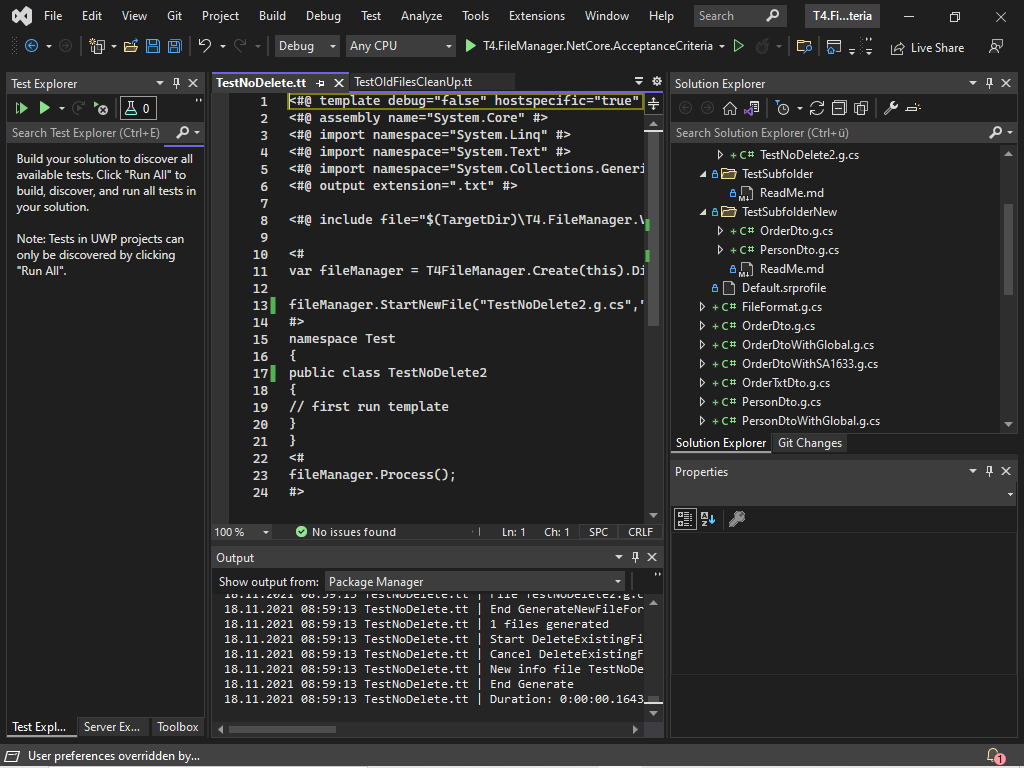 File Edit View Git Project Build Debug Test Analyze Tools Extensions Window Help Search T4.Fi...teria
Debug Any CPU T4.FileManager.NetCore.AcceptanceCriteria Live Share
Test Explorer
0
Search Test Explorer (Ctrl+E)
Build your solution to discover all
available tests. Click "Run All" to
build, discover, and run all tests in
your solution.
Note: Tests in UWP projects can
only be discovered by clicking
"Run All".
Test Expl... Server Ex... Toolbox
TestNoDelete.tt TestOldFilesCleanUp.tt
1 <#@ template debug="false" hostspecific="true"
2 <#@ assembly name="System.Core" #>
3 <#@ import namespace="System.Linq" #>
4 <#@ import namespace="System.Text" #>
5 <#@ import namespace="System.Collections.Generi
6 <#@ output extension=".txt" #>
7
8 <#@ include file="$(TargetDir)\T4.FileManager.V
9
10 <#
11 var fileManager = T4FileManager.Create(this).Di
12
13 fileManager.StartNewFile("TestNoDelete2.g.cs","
14 #>
15 namespace Test
16 {
17 public class TestNoDelete2
18 {
19 // first run template
20 }
21 }
22 <#
23 fileManager.Process();
24 #>
100 % No issues found Ln: 1 Ch: 1 SPC CRLF
Output
Show output from: Package Manager
18.11.2021 08:59:13 TestNoDelete.tt | File TestNoDelete2.g.c
18.11.2021 08:59:13 TestNoDelete.tt | End GenerateNewFileFor
18.11.2021 08:59:13 TestNoDelete.tt | 1 files generated
18.11.2021 08:59:13 TestNoDelete.tt | Start DeleteExistingFi
18.11.2021 08:59:13 TestNoDelete.tt | Cancel DeleteExistingF
18.11.2021 08:59:13 TestNoDelete.tt | New info file TestNoDe
18.11.2021 08:59:13 TestNoDelete.tt | End Generate
18.11.2021 08:59:13 TestNoDelete.tt | Duration: 0:00:00.1643
Solution Explorer
Search Solution Explorer (Ctrl+ü)
+ C# TestNoDelete2.g.cs
TestSubfolder
M↓ ReadMe.md
TestSubfolderNew
+ C# OrderDto.g.cs
+ C# PersonDto.g.cs
M↓ ReadMe.md
Default.srprofile
+ C# FileFormat.g.cs
+ C# OrderDto.g.cs
+ C# OrderDtoWithGlobal.g.cs
+ C# OrderDtoWithSA1633.g.cs
+ C# OrderTxtDto.g.cs
+ C# PersonDto.g.cs
+ C# PersonDtoWithGlobal.g.cs
Solution Explorer Git Changes
Properties
User preferences overridden by... 1